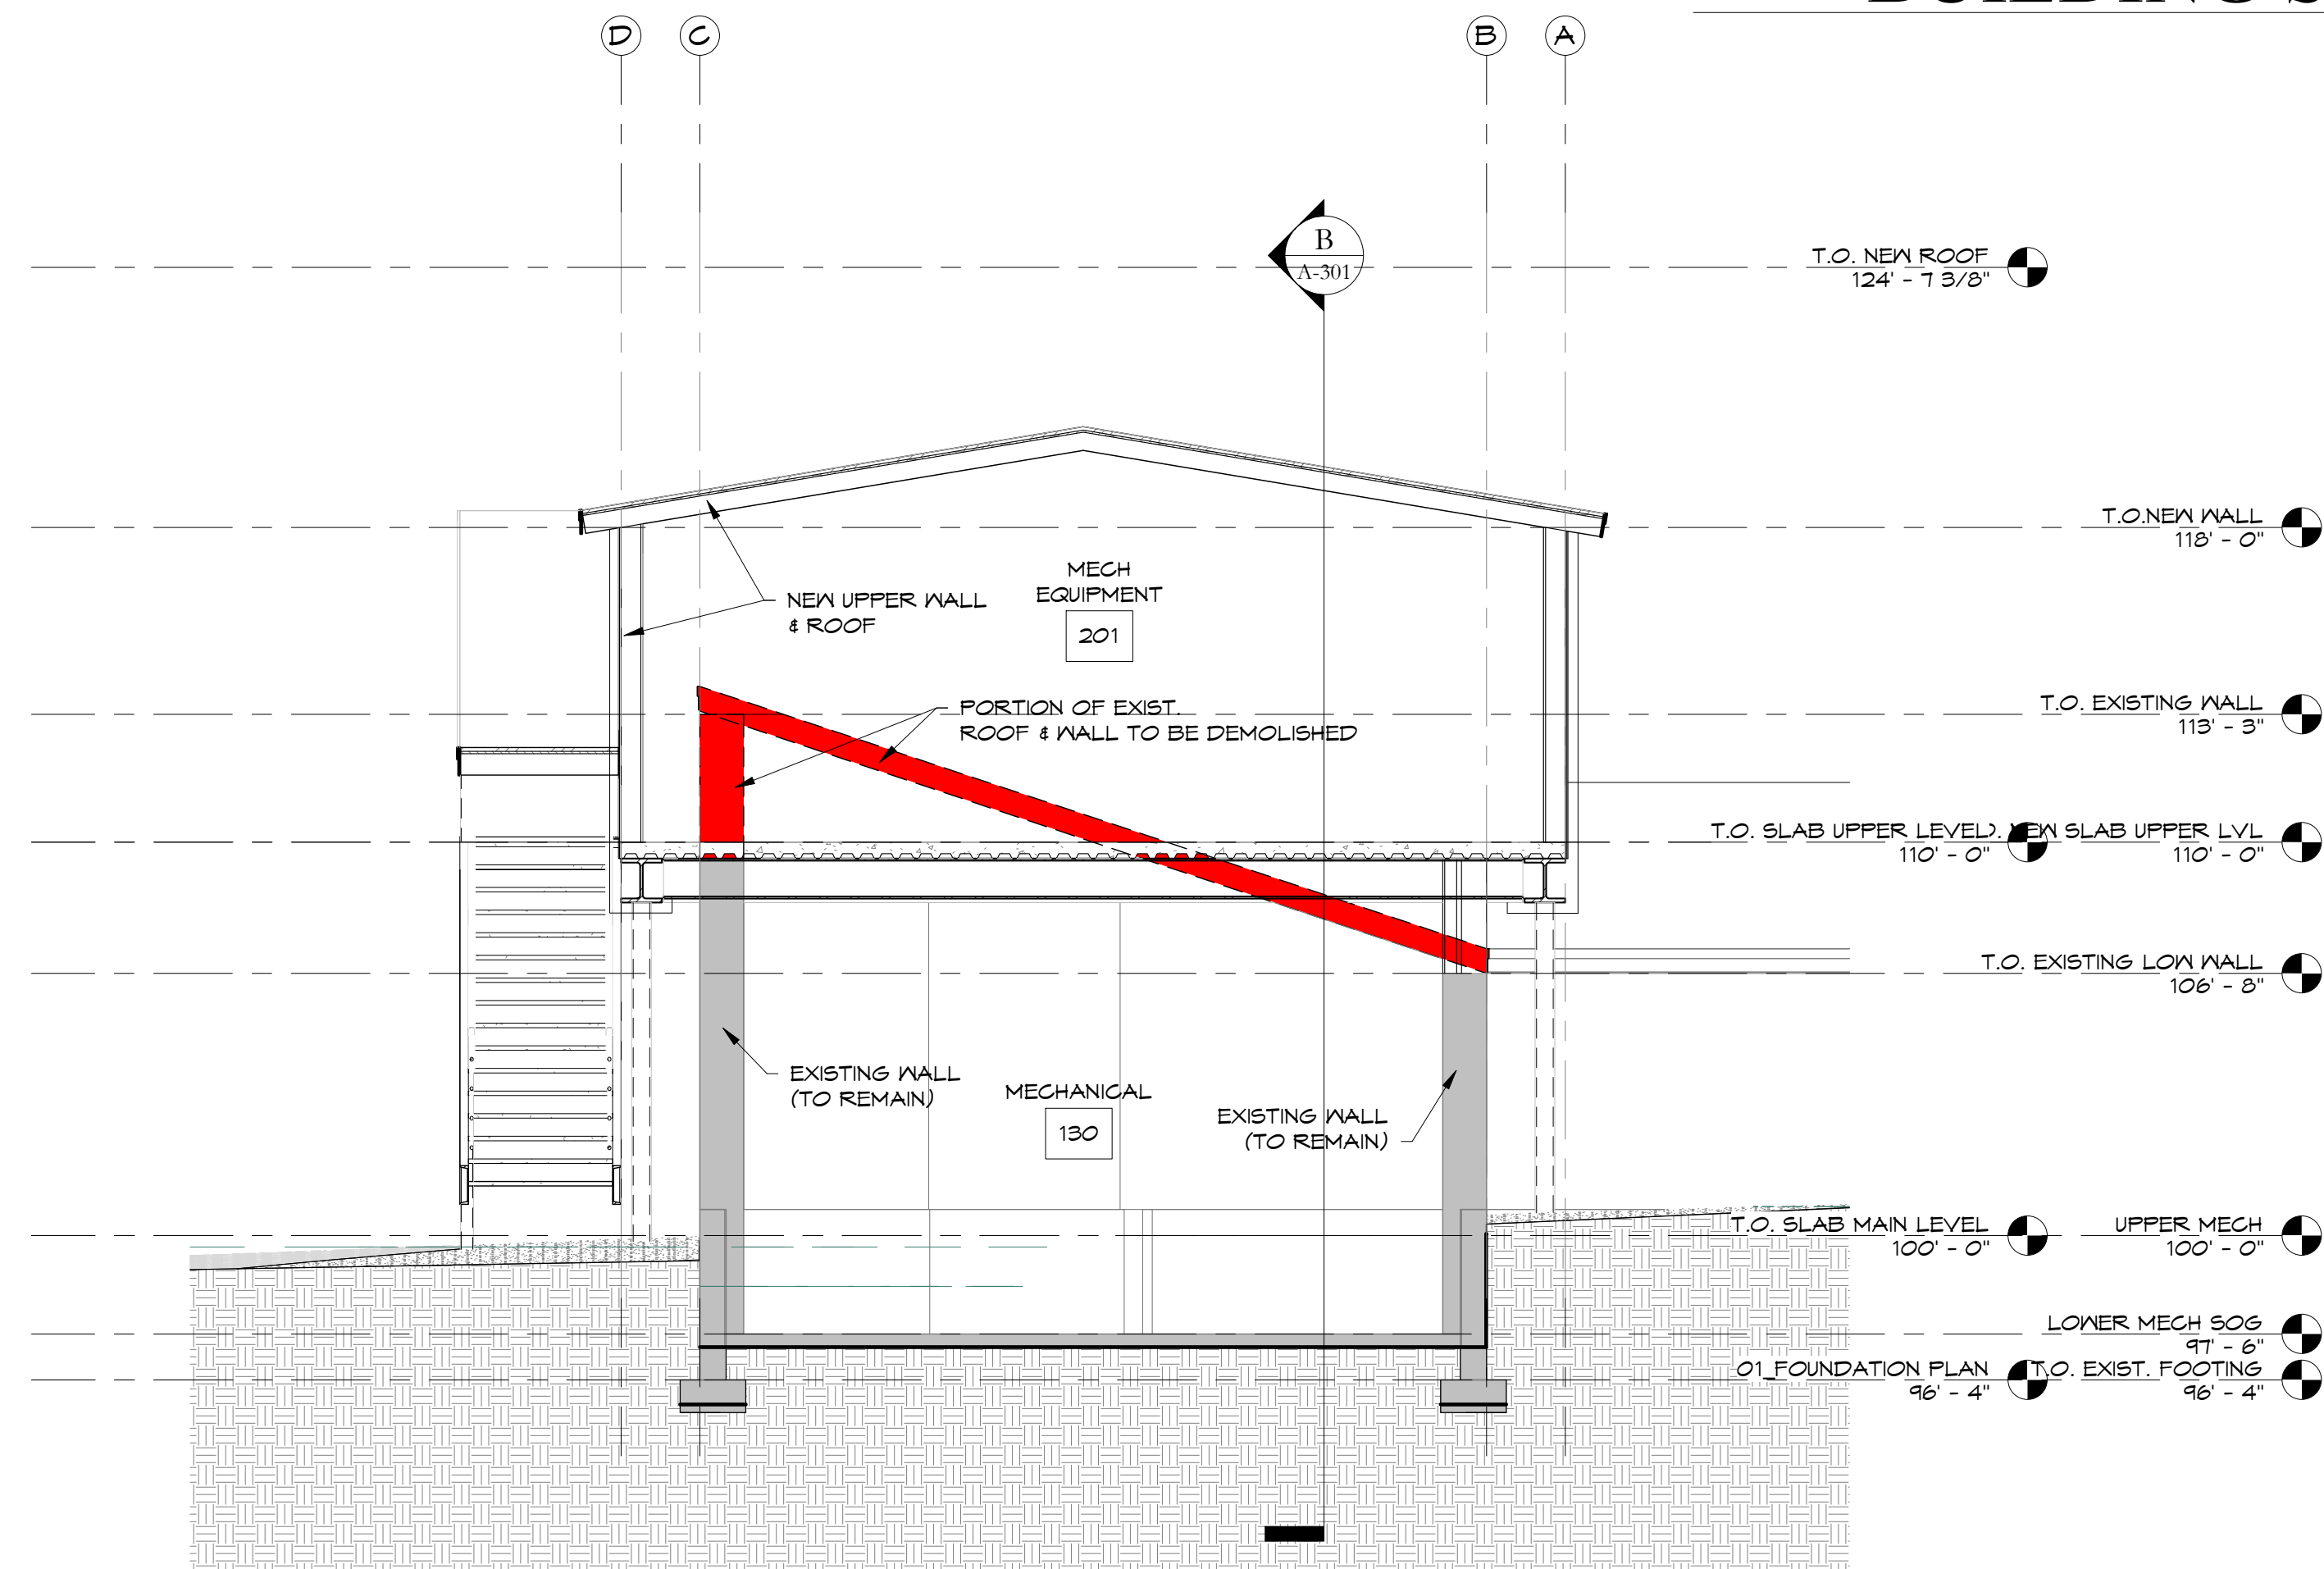 D
C
B
A
B
A-301
T.O. NEW ROOF
124' - 7 3/8"
T.O.NEW WALL
118' - 0"
MECH
EQUIPMENT
201
NEW UPPER WALL
& ROOF
T.O. EXISTING WALL
113' - 3"
PORTION OF EXIST.
ROOF & WALL TO BE DEMOLISHED
T.O. SLAB UPPER LEVEL
110' - 0"
NEW SLAB UPPER LVL
110' - 0"
T.O. EXISTING LOW WALL
106' - 8"
EXISTING WALL
(TO REMAIN)
MECHANICAL
130
EXISTING WALL
(TO REMAIN)
T.O. SLAB MAIN LEVEL
100' - 0"
UPPER MECH
100' - 0"
LOWER MECH SOG
97' - 6"
01_FOUNDATION PLAN
96' - 4"
T.O. EXIST. FOOTING
96' - 4"